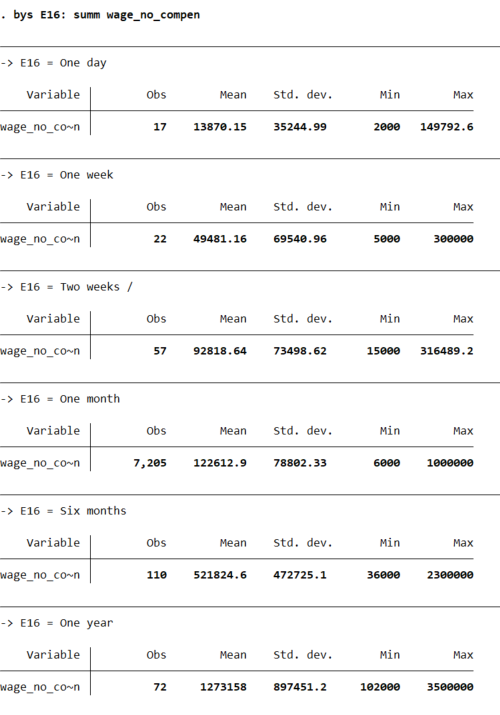 . bys E16: summ wage_no_compen
-> E16 = One day
Variable | Obs Mean Std. dev. Min Max
wage_no_co~n | 17 13870.15 35244.99 2000 149792.6
-> E16 = One week
Variable | Obs Mean Std. dev. Min Max
wage_no_co~n | 22 49481.16 69540.96 5000 300000
-> E16 = Two weeks /
Variable | Obs Mean Std. dev. Min Max
wage_no_co~n | 57 92818.64 73498.62 15000 316489.2
-> E16 = One month
Variable | Obs Mean Std. dev. Min Max
wage_no_co~n | 7,205 122612.9 78802.33 6000 1000000
-> E16 = Six months
Variable | Obs Mean Std. dev. Min Max
wage_no_co~n | 110 521824.6 472725.1 36000 2300000
-> E16 = One year
Variable | Obs Mean Std. dev. Min Max
wage_no_co~n | 72 1273158 897451.2 102000 3500000